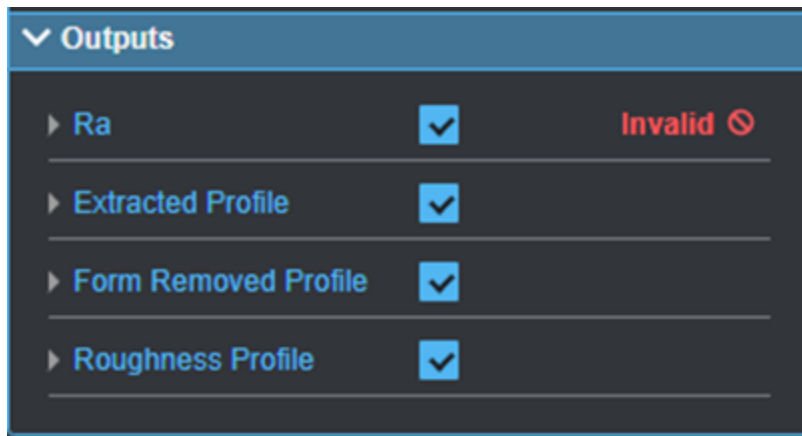 Outputs
Ra Invalid
Extracted Profile
Form Removed Profile
Roughness Profile